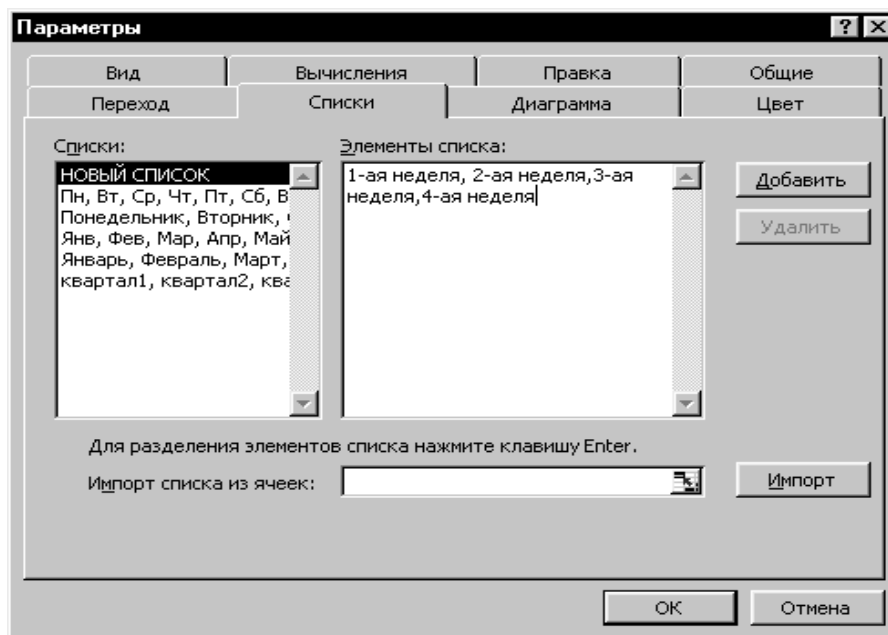 Параметры
Вид Вычисления Правка Общие
Переход Списки Диаграмма Цвет
Списки: Элементы списка:
НОВЫЙ СПИСОК
Пн, Вт, Ср, Чт, Пт, Сб, В
Понедельник, Вторник,
Янв, Фев, Мар, Апр, Май
Январь, Февраль, Март,
квартал1, квартал2, ква
1-ая неделя, 2-ая неделя,3-ая
неделя,4-ая неделя
Добавить
Удалить
Для разделения элементов списка нажмите клавишу Enter.
Импорт списка из ячеек:
Импорт
ОК Отмена